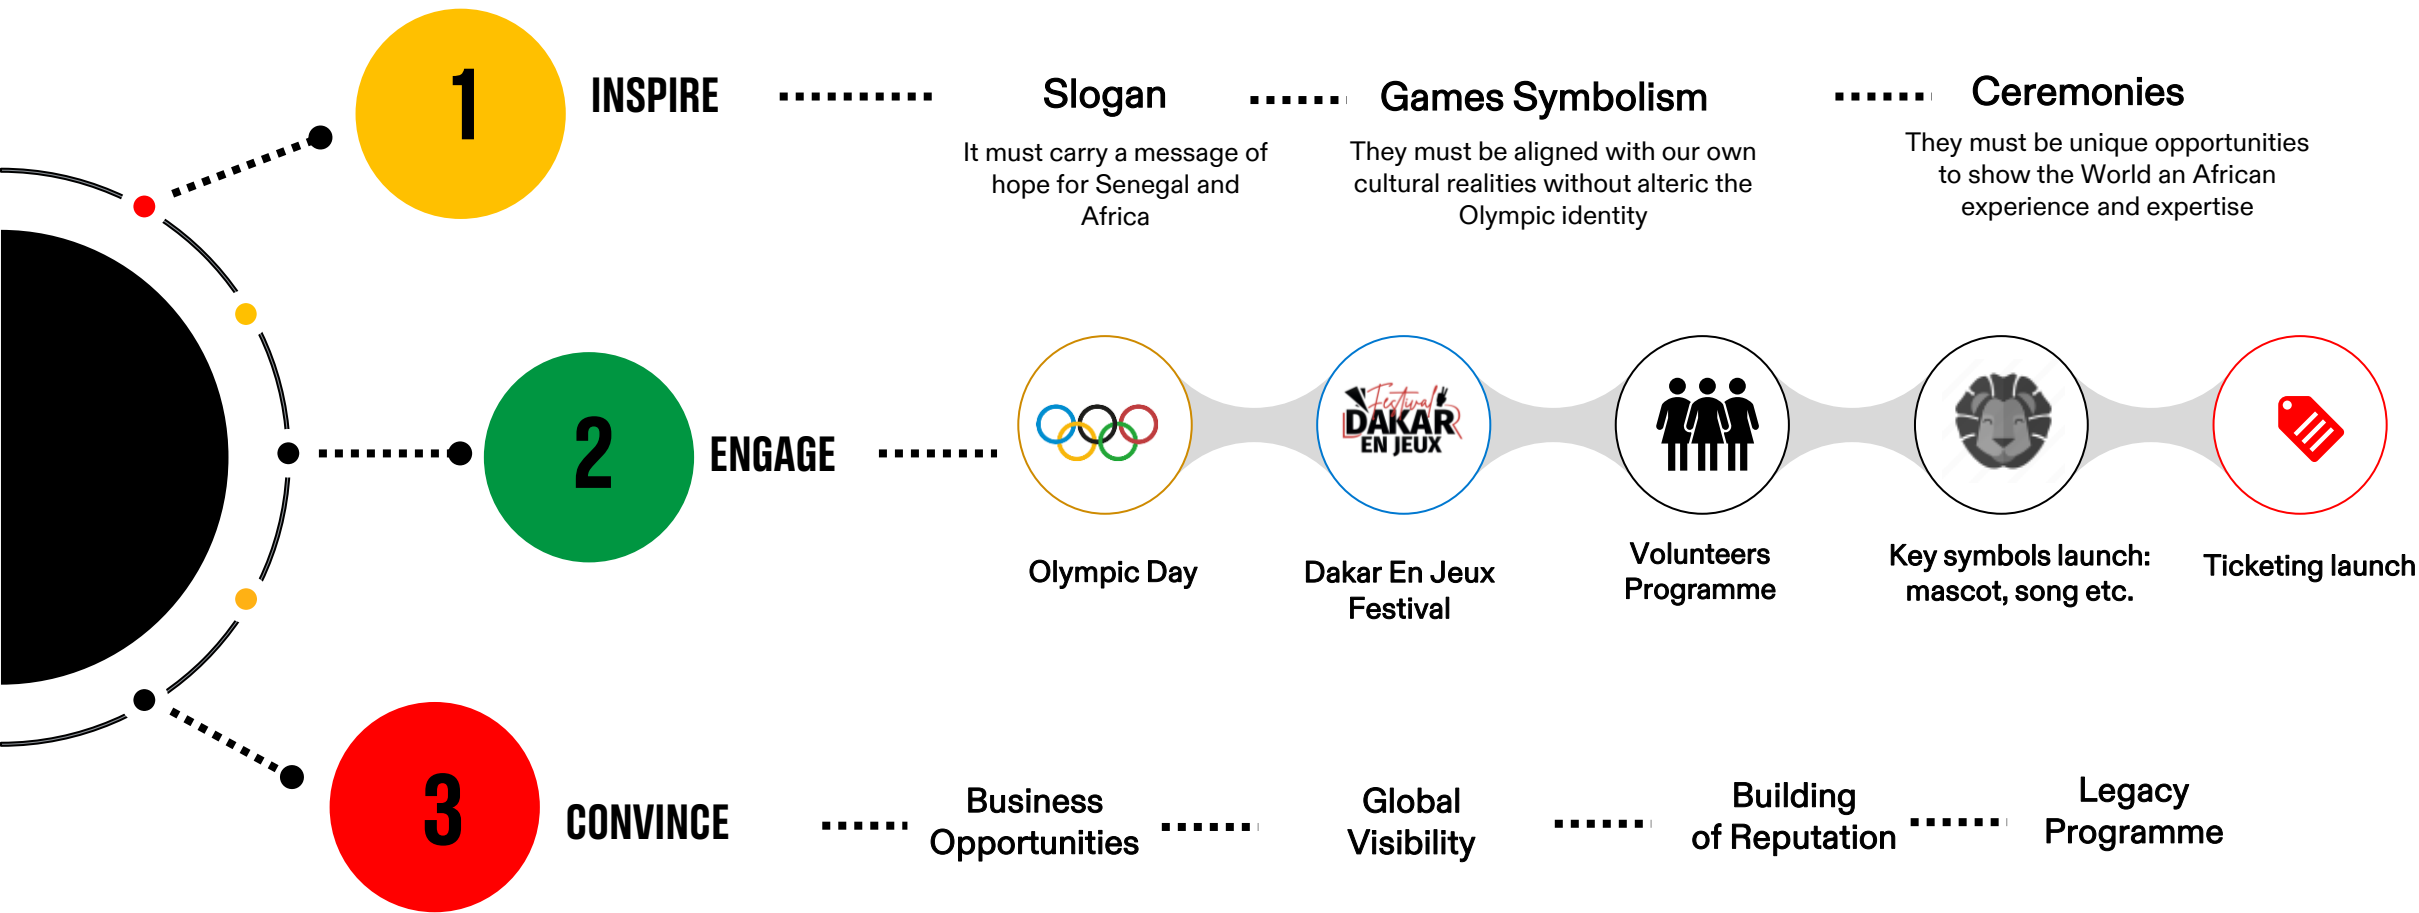 1
INSPIRE
Slogan
It must carry a message of
hope for Senegal and
Africa
Games Symbolism
They must be aligned with our own
cultural realities without alteric the
Olympic identity
Ceremonies
They must be unique opportunities
to show the World an African
experience and expertise
2
ENGAGE
Olympic Day
Festival
DAKAR
EN JEUX
Dakar En Jeux
Festival
Volunteers
Programme
Key symbols launch:
mascot, song etc.
Ticketing launch
3
CONVINCE
Business
Opportunities
Global
Visibility
Building
of Reputation
Legacy
Programme